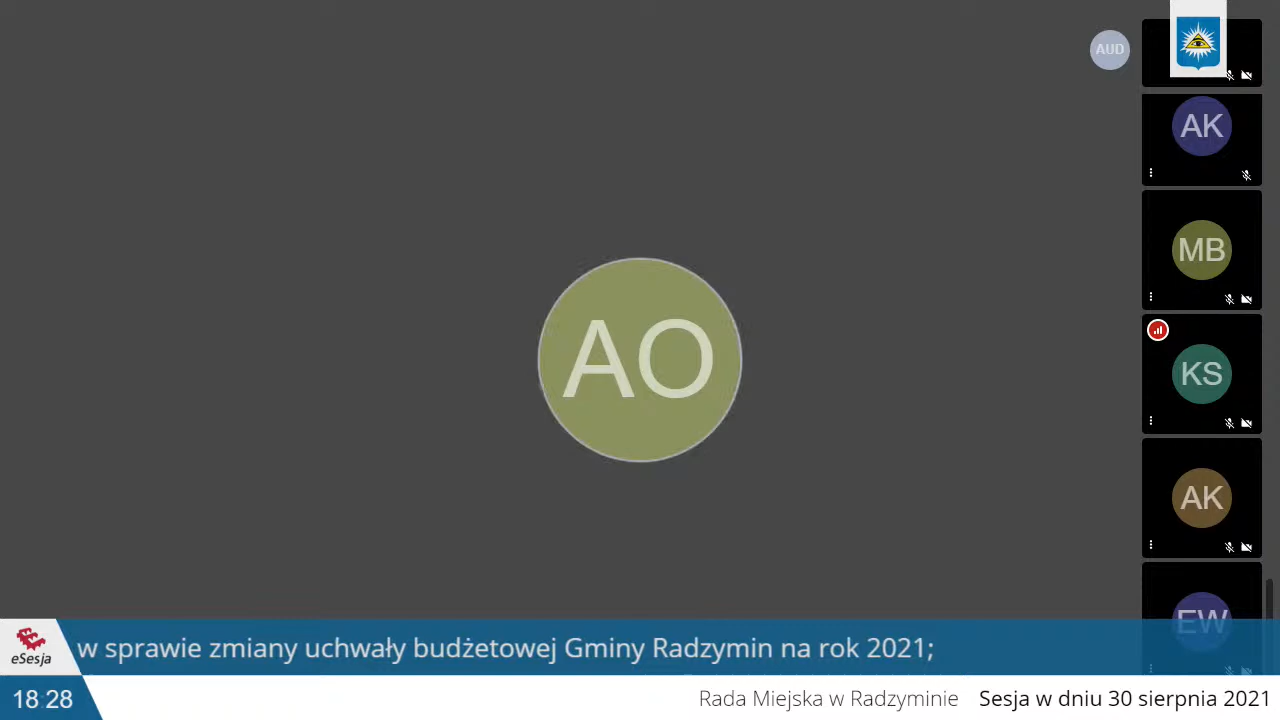 AUD
AK
MB
KS
AO
AK
EW
w sprawie zmiany uchwały budżetowej Gminy Radzymin na rok 2021;
eSesja
18:28
Rada Miejska w Radzyminie
Sesja w dniu 30 sierpnia 2021